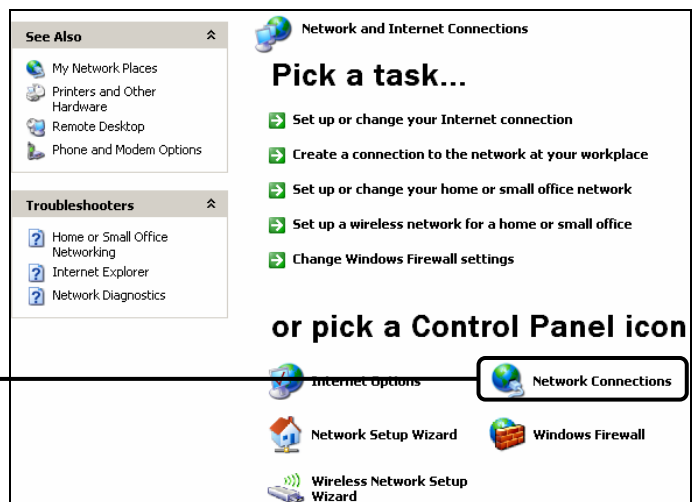 See Also
My Network Places
Printers and Other
Hardware
Remote Desktop
Phone and Modem Options
Troubleshooters
Home or Small Office
Networking
Internet Explorer
Network Diagnostics
Network and Internet Connections
Pick a task...
Set up or change your Internet connection
Create a connection to the network at your workplace
Set up or change your home or small office network
Set up a wireless network for a home or small office
Change Windows Firewall settings
or pick a Control Panel icon
Internet Options
Network Connections
Network Setup Wizard
Windows Firewall
Wireless Network Setup
Wizard